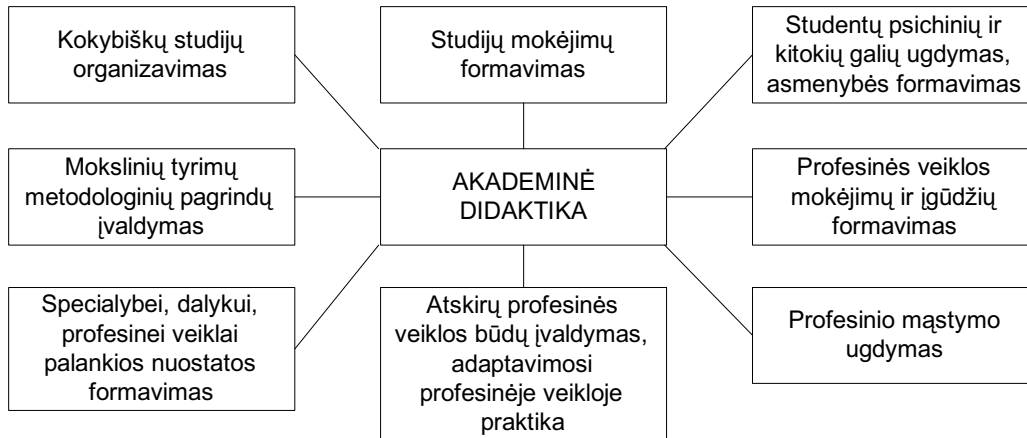 Kokybiškų studijų
organizavimas
Studijų mokėjimų
formavimas
Studentų psichinių ir
kitokių galių ugdymas,
asmenybės formavimas
Mokslinių tyrimų
metodologinių pagrindų
įvaldymas
AKADEMINĖ
DIDAKTIKA
Profesinės veiklos
mokėjimų ir įgūdžių
formavimas
Specialybei, dalykui,
profesinei veiklai
palankios nuostatos
formavimas
Atskirų profesinės
veiklos būdų įvaldymas,
adaptavimosi
profesinėje veikloje
praktika
Profesinio mąstymo
ugdymas